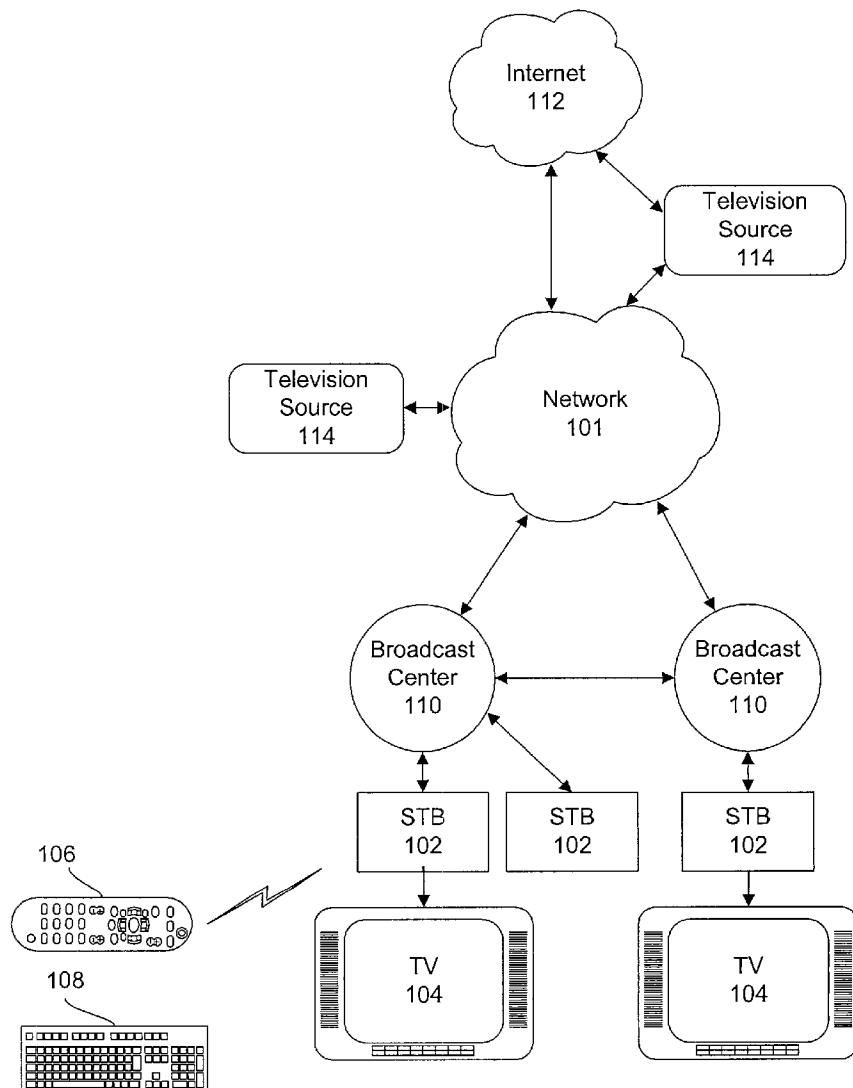 Internet
112
Television
Source
114
Television
Source
114
Network
101
Broadcast
Center
110
Broadcast
Center
110
STB
102
STB
102
STB
102
106
TV
104
TV
104
108